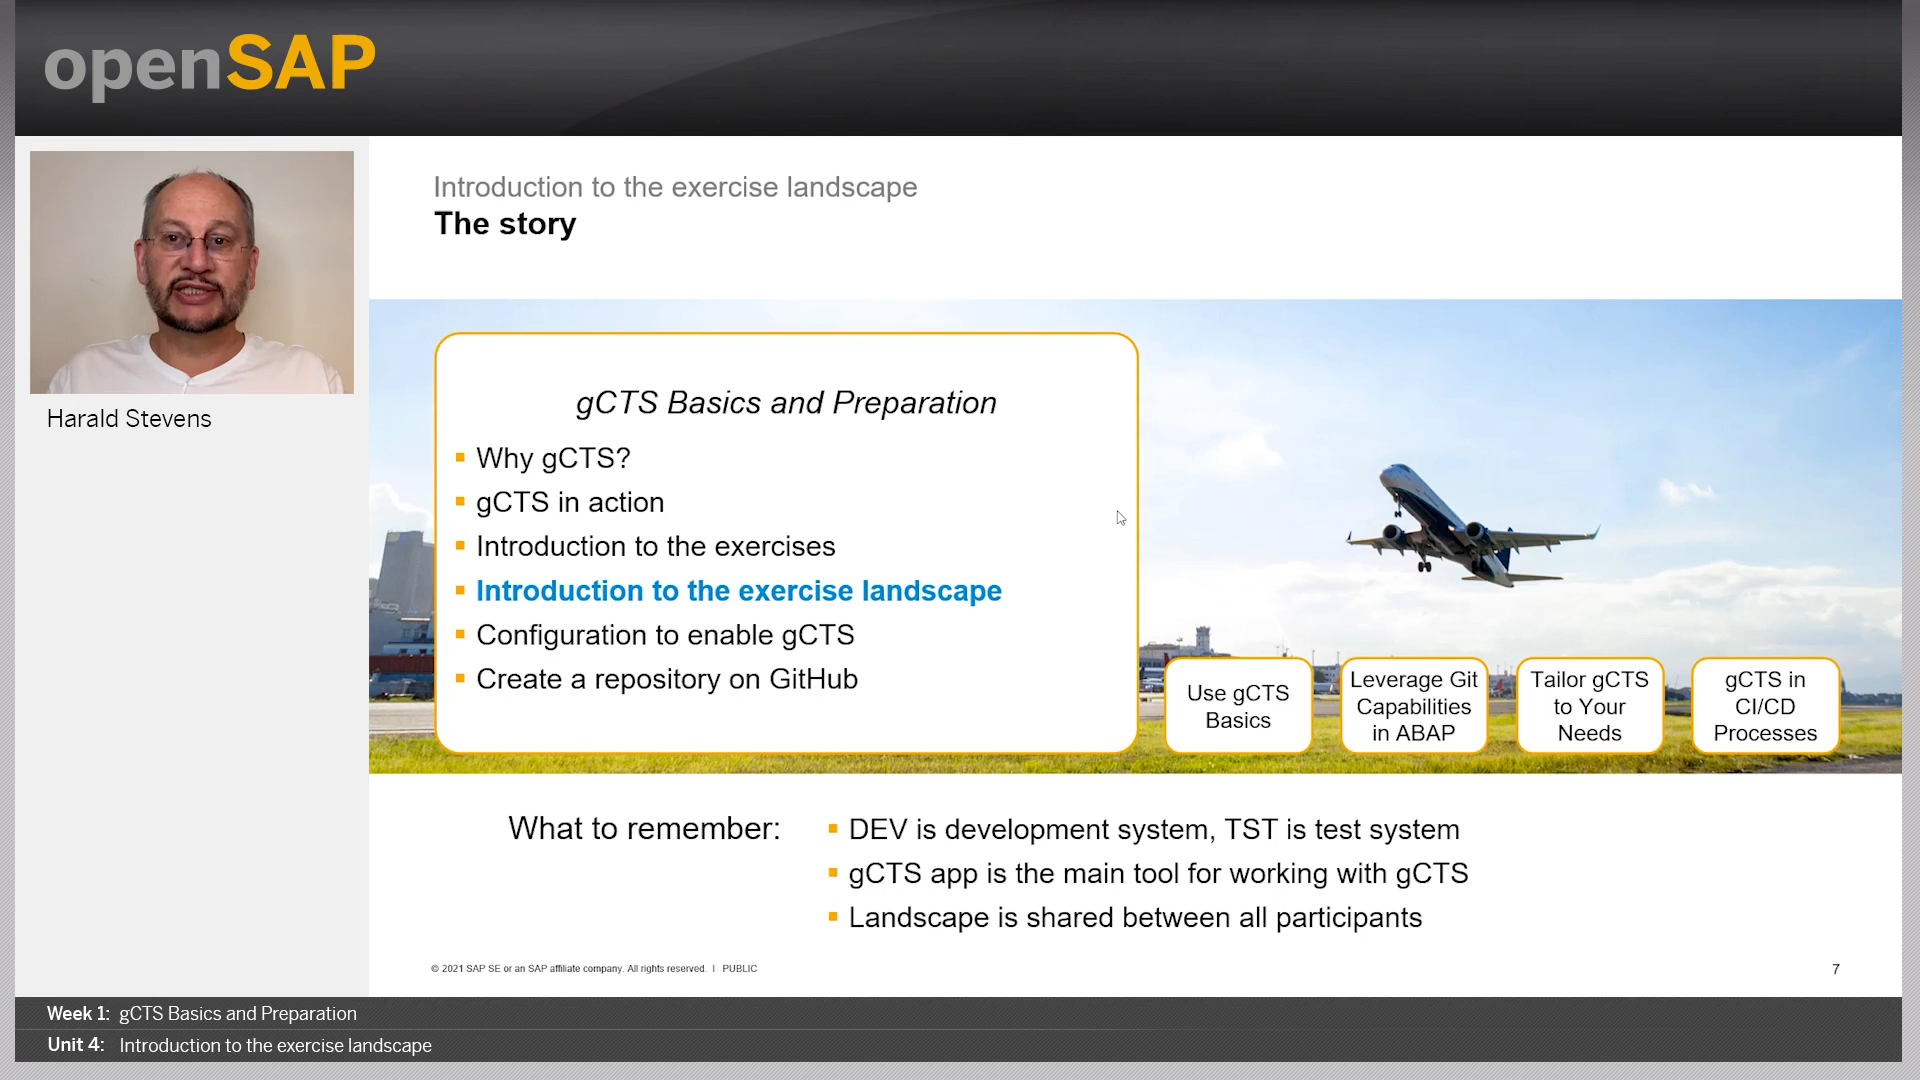 openSAP
Harald Stevens
Introduction to the exercise landscape
The story
gCTS Basics and Preparation
Why gCTS?
gCTS in action
Introduction to the exercises
Introduction to the exercise landscape
Configuration to enable gCTS
Create a repository on GitHub
Use gCTS
Basics
Leverage Git
Capabilities
in ABAP
Tailor gCTS
to Your
Needs
gCTS in
CI/CD
Processes
What to remember:
DEV is development system, TST is test system
gCTS app is the main tool for working with gCTS
Landscape is shared between all participants
© 2021 SAP SE or an SAP affiliate company. All rights reserved. | PUBLIC
7
Week 1: gCTS Basics and Preparation
Unit 4: Introduction to the exercise landscape